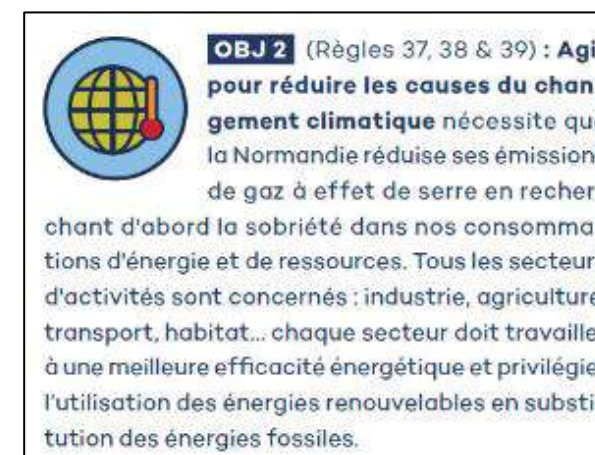 OBJ 2 (Règles 37, 38 & 39) : Agi
pour réduire les causes du chan
gement climatique nécessite que
la Normandie réduise ses émission
de gaz à effet de serre en recher
chant d'abord la sobriété dans nos consomma
tions d'énergie et de ressources. Tous les secteur
d'activités sont concernés : industrie, agriculture
transport, habitat... chaque secteur doit travaille
à une meilleure efficacité énergétique et privilégie
l'utilisation des énergies renouvelables en substi
tution des énergies fossiles.